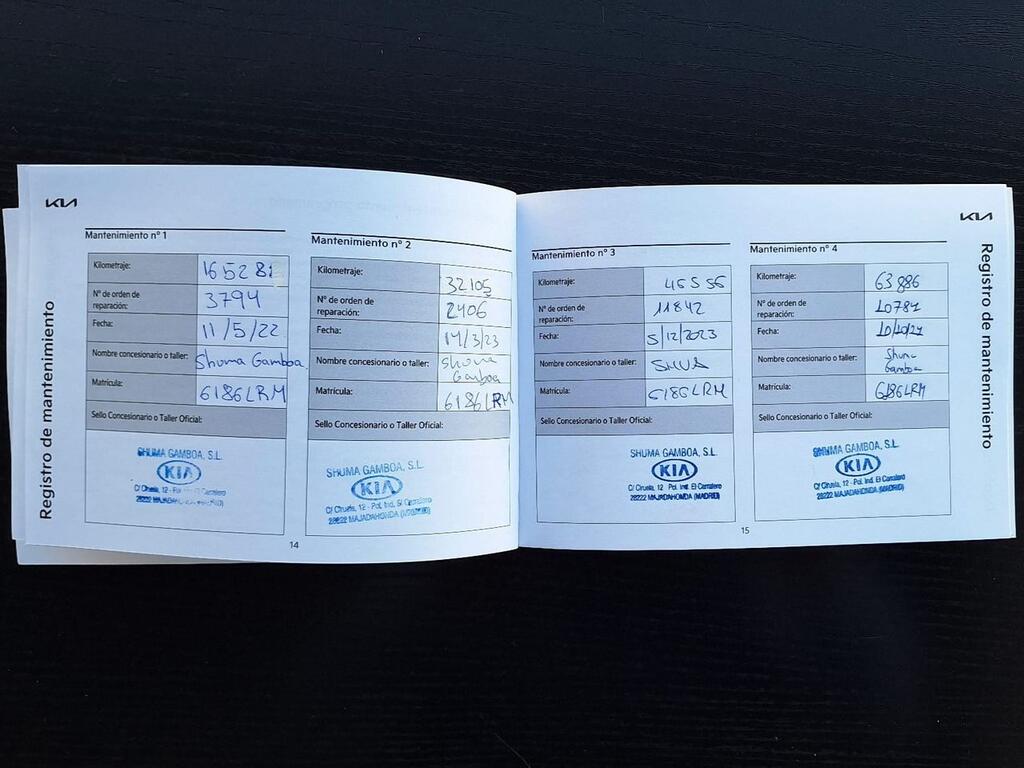 KIA
Registro de mantenimiento
Mantenimiento nº 1
Kilometraje:
Nº de orden de reparación: 3794
Fecha: 11/5/22
Nombre concesionario o taller: Shuma Gamboa
Matrícula: 6186LRM
Sello Concesionario o Taller Oficial:
SHUMA GAMBOA, S.L.
KIA
C/ Ciruela, 12 - Pol.
28222 MAJADAHONDA
Mantenimiento nº 2
Kilometraje: 32105
Nº de orden de reparación: 2406
Fecha: 14/3/23
Nombre concesionario o taller: Shuma Gamboa
Matrícula: 6186LRM
Sello Concesionario o Taller Oficial:
SHUMA GAMBOA, S.L.
KIA
C/ Ciruela, 12 - Pol. Ind. El Carralero
28222 MAJADAHONDA (MADRID)
14
KIA
Registro de mantenimiento
Mantenimiento nº 3
Kilometraje:
Nº de orden de reparación: 11842
Fecha: 5/12/2023
Nombre concesionario o taller:
Matrícula: 6186LRM
Sello Concesionario o Taller Oficial:
SHUMA GAMBOA, S.L.
KIA
C/ Ciruela, 12 - Pol. Ind. El Carralero
28222 MAJADAHONDA (MADRID)
Mantenimiento nº 4
Kilometraje: 63886
Nº de orden de reparación: 10781
Fecha:
Nombre concesionario o taller: Shuma Gamboa
Matrícula: 6186LRM
Sello Concesionario o Taller Oficial:
SHUMA GAMBOA, S.L.
KIA
C/ Ciruela, 12 - Pol. Ind. El Carralero
28222 MAJADAHONDA (MADRID)
15